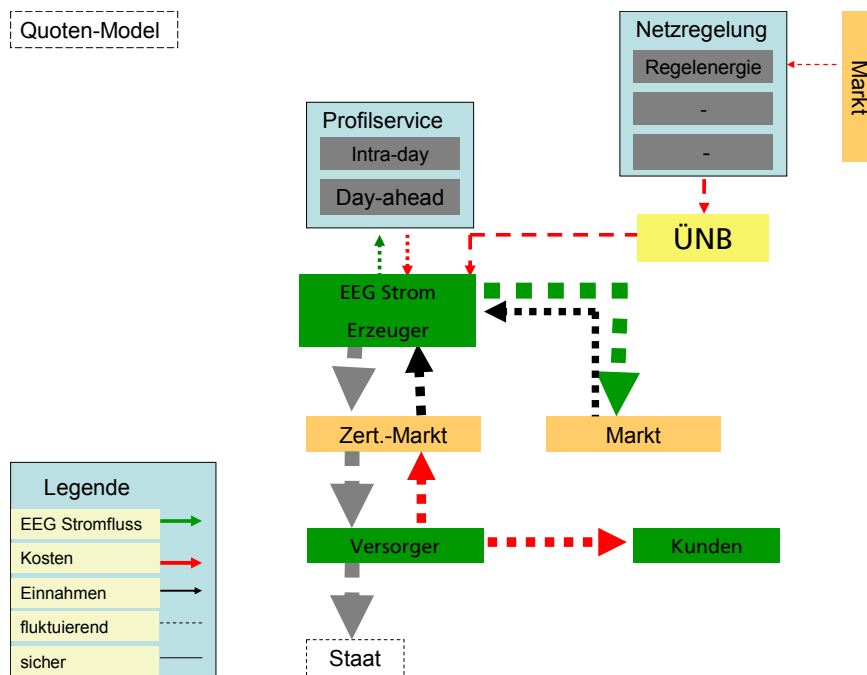 Quoten-Model
Netzregelung
Regelenergie
-
-
Markt
Profilservice
Intra-day
Day-ahead
ÜNB
EEG Strom
Erzeuger
Zert.-Markt
Markt
Versorger
Kunden
Staat
Legende
EEG Stromfluss
Kosten
Einnahmen
fluktuierend
sicher